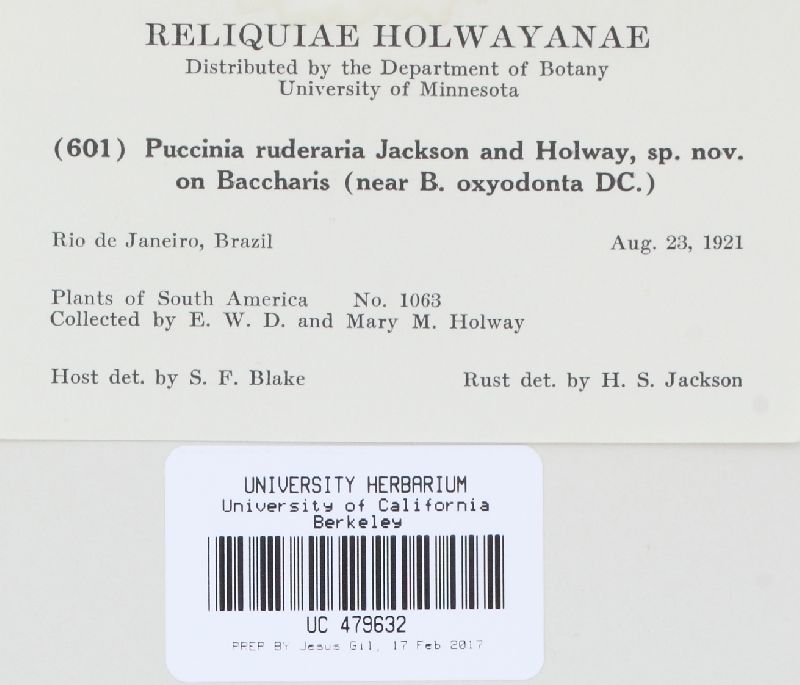 RELIQUIAE HOLWAYANAE
Distributed by the Department of Botany
University of Minnesota
(601) Puccinia ruderaria Jackson and Holway, sp. nov.
on Baccharis (near B. oxyodonta DC.)
Rio de Janeiro, Brazil Aug. 23, 1921
Plants of South America No. 1063
Collected by E. W. D. and Mary M. Holway
Host det. by S. F. Blake Rust det. by H. S. Jackson
UNIVERSITY HERBARIUM
University of California
Berkeley
UC 479632
PREP BY Jesus Gil, 17 Feb 2017